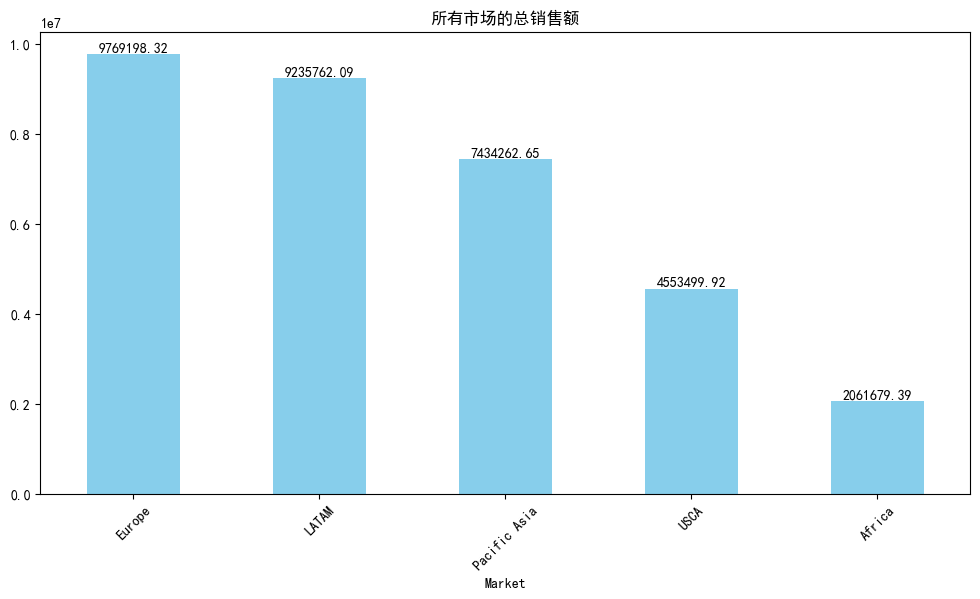 所有市场的总销售额
1e7
1.0
0.8
0.6
0.4
0.2
0.0
9769198.32
9235762.09
7434262.65
4553499.92
2061679.39
Europe
LATAM
Pacific Asia
USCA
Africa
Market